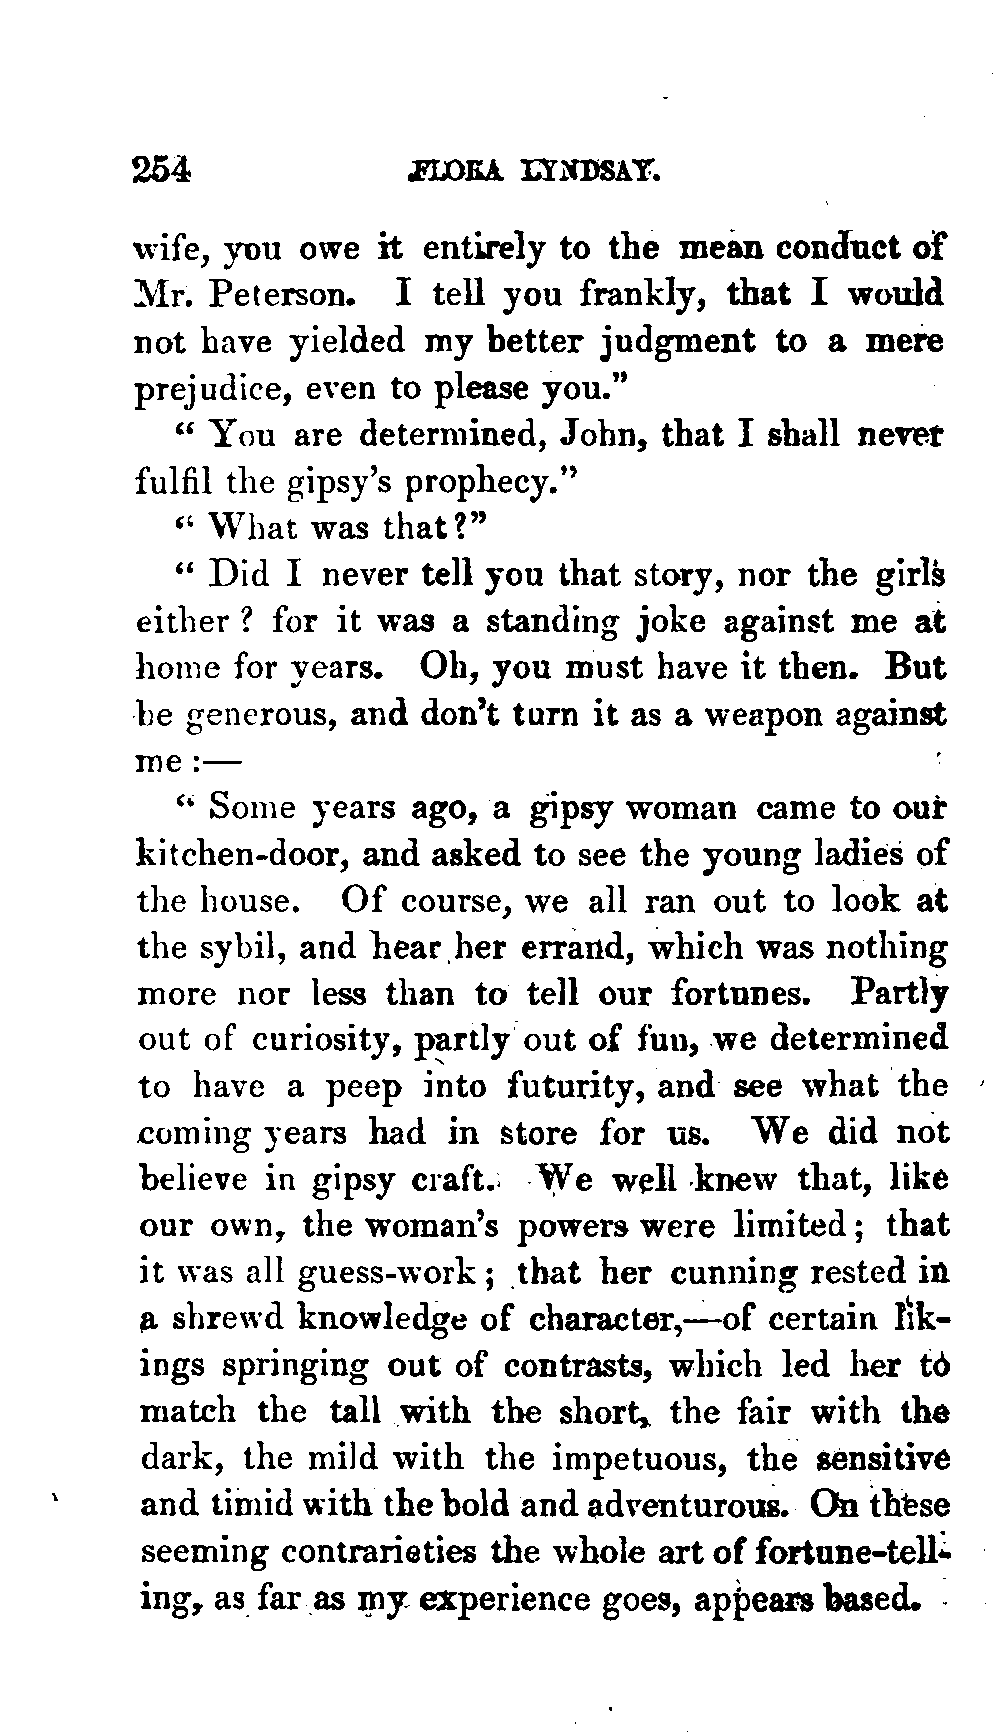 254 FLORA LYNDSAY.
wife, you owe it entirely to the mean conduct of
Mr. Peterson. I tell you frankly, that I would
not have yielded my better judgment to a mere
prejudice, even to please you."
" You are determined, John, that I shall never
fulfil the gipsy's prophecy."
" What was that?"
" Did I never tell you that story, nor the girls
either ? for it was a standing joke against me at
home for years. Oh, you must have it then. But
be generous, and don't turn it as a weapon against
me :—
" Some years ago, a gipsy woman came to our
kitchen-door, and asked to see the young ladies of
the house. Of course, we all ran out to look at
the sybil, and hear her errand, which was nothing
more nor less than to tell our fortunes. Partly
out of curiosity, partly out of fun, we determined
to have a peep into futurity, and see what the
coming years had in store for us. We did not
believe in gipsy craft. We well knew that, like
our own, the woman's powers were limited ; that
it was all guess-work ; that her cunning rested in
a shrewd knowledge of character,—of certain lik-
ings springing out of contrasts, which led her to
match the tall with the short, the fair with the
dark, the mild with the impetuous, the sensitive
and timid with the bold and adventurous. On these
seeming contrarieties the whole art of fortune-tell-
ing, as far as my experience goes, appears based.